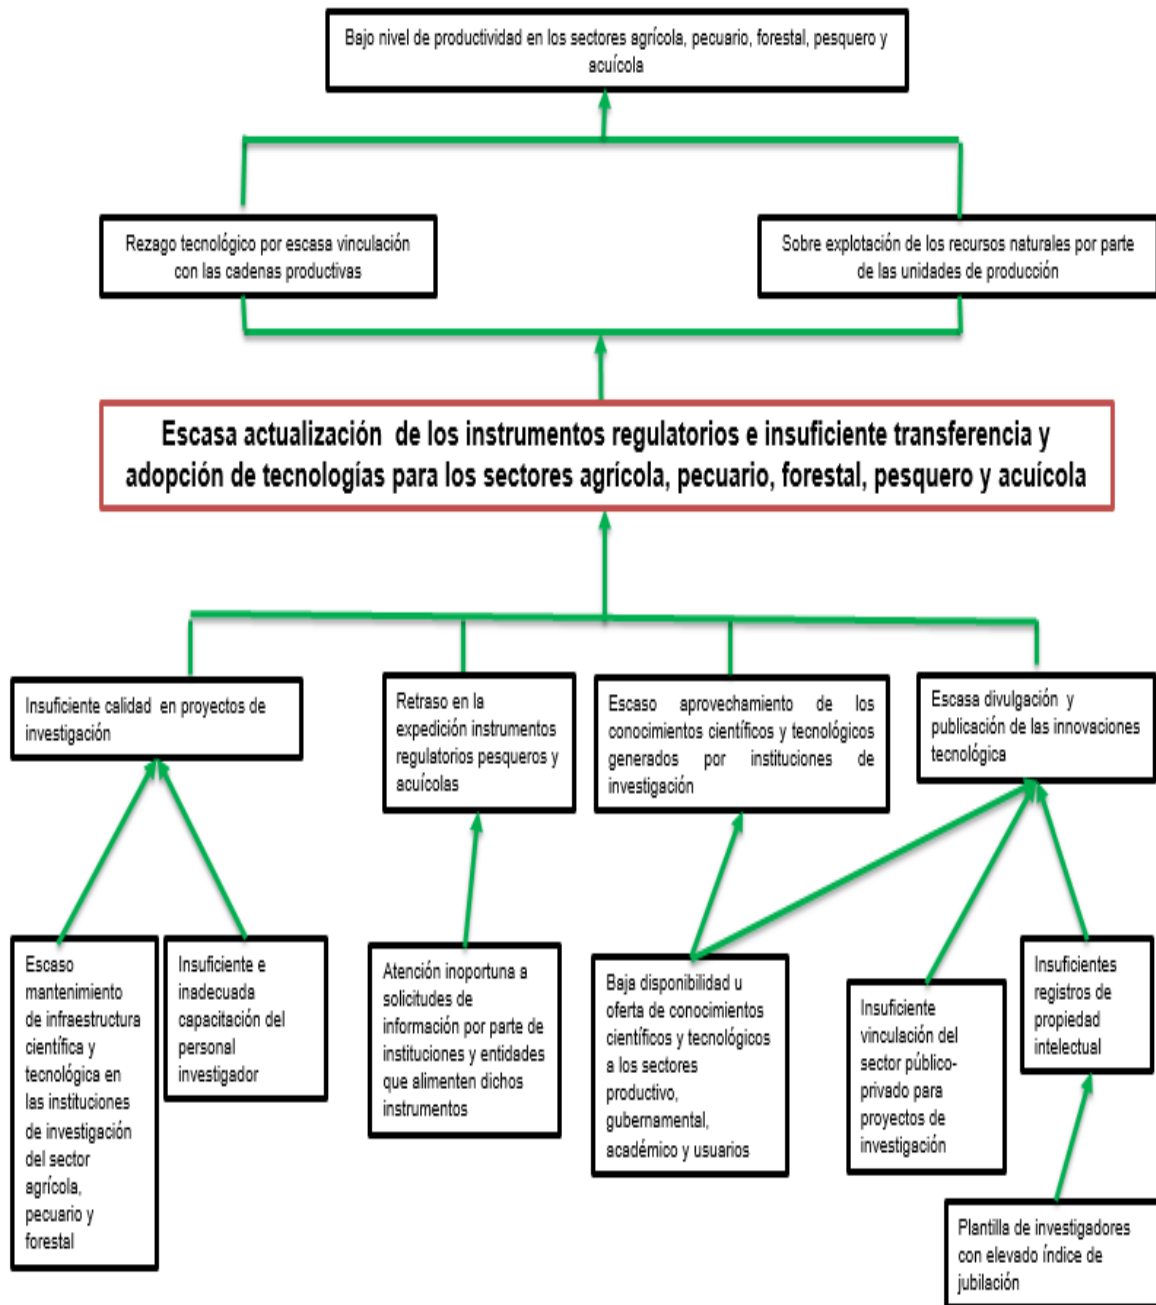 Bajo nivel de productividad en los sectores agrícola, pecuario, forestal, pesquero y
acuícola
Rezago tecnológico por escasa vinculación
con las cadenas productivas
Sobre explotación de los recursos naturales por parte
de las unidades de producción
Escasa actualización de los instrumentos regulatorios e insuficiente transferencia y
adopción de tecnologías para los sectores agrícola, pecuario, forestal, pesquero y acuícola
Insuficiente calidad en proyectos de
investigación
Retraso en la
expedición instrumentos
regulatorios pesqueros y
acuícolas
Escaso aprovechamiento de los
conocimientos científicos y tecnológicos
generados por instituciones de
investigación
Escasa divulgación y
publicación de las innovaciones
tecnológica
Escaso
mantenimiento
de infraestructura
científica y
tecnológica en
las instituciones
de investigación
del sector
agrícola,
pecuario y
forestal
Insuficiente e
inadecuada
capacitación del
personal
investigador
Atención inoportuna a
solicitudes de
información por parte de
instituciones y entidades
que alimenten dichos
instrumentos
Baja disponibilidad u
oferta de conocimientos
científicos y tecnológicos
a los sectores
productivo,
gubernamental,
académico y usuarios
Insuficiente
vinculación del
sector público-
privado para
proyectos de
investigación
Insuficientes
registros de
propiedad
intelectual
Plantilla de investigadores
con elevado índice de
jubilación